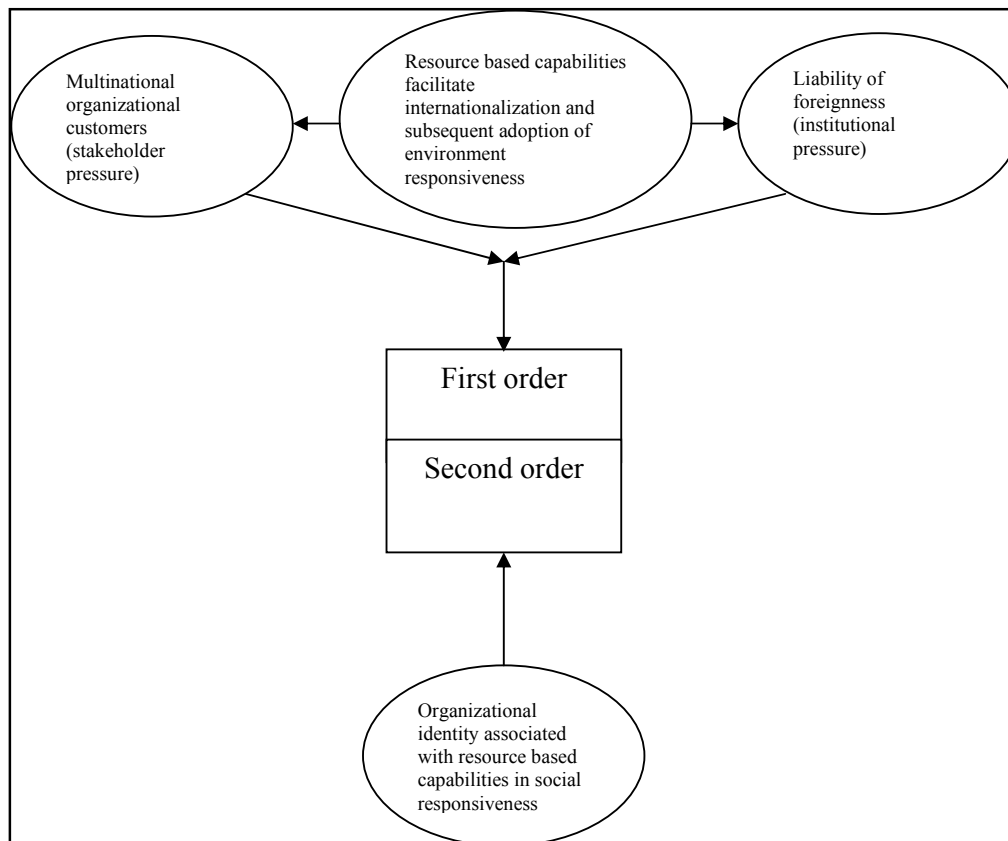 Multinational
organizational
customers
(stakeholder
pressure)
Resource based capabilities
facilitate
internationalization and
subsequent adoption of
environment
responsiveness
Liability of
foreignness
(institutional
pressure)
First order
Second order
Organizational
identity associated
with resource based
capabilities in social
responsiveness